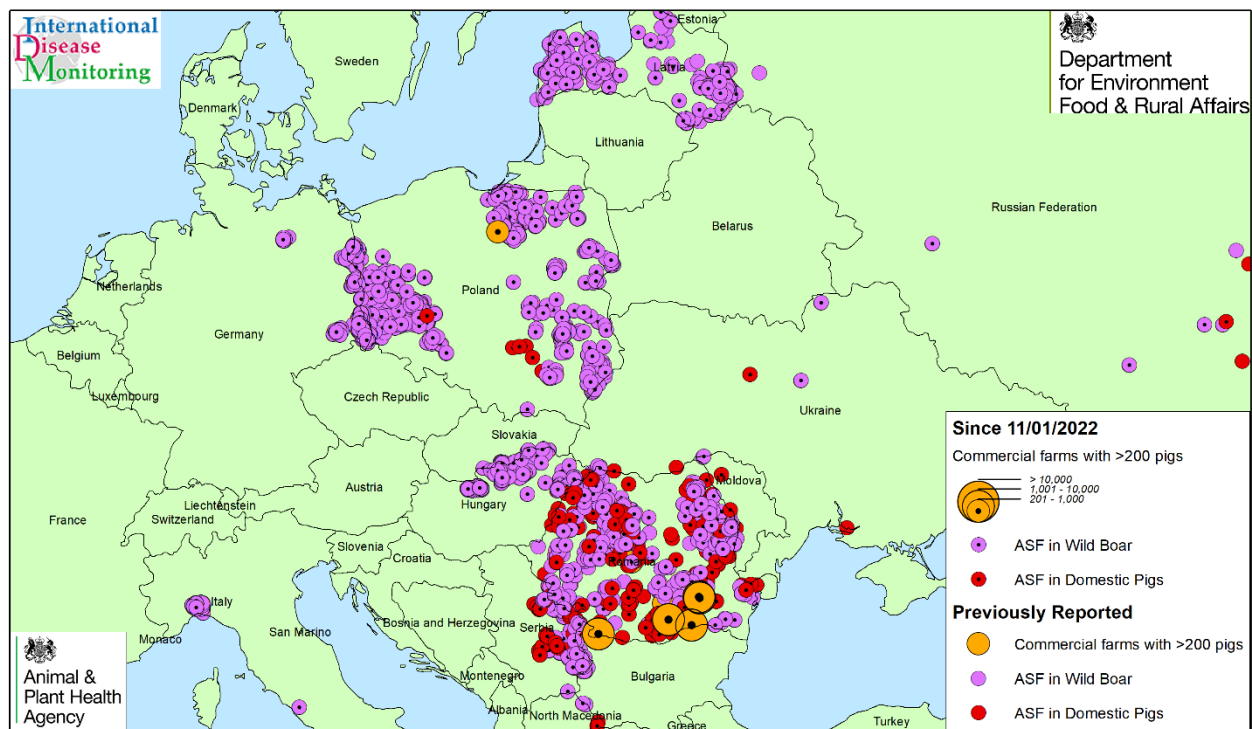 International
Disease
Monitoring
Department
for Environment
Food & Rural Affairs
Estonia
Sweden
Latvia
Denmark
Lithuania
Russian Federation
Belarus
Netherlands
Poland
Germany
Belgium
Luxembourg
Czech Republic
Ukraine
Slovakia
Moldova
Austria
Liechtenstein
Hungary
France
Switzerland
Slovenia
Croatia
Romania
Italy
Bosnia and Herzegovina
Serbia
San Marino
Monaco
Montenegro
Bulgaria
Albania
North Macedonia
Greece
Turkey
Since 11/01/2022
Commercial farms with >200 pigs
> 10,000
1,001 - 10,000
201 - 1,000
ASF in Wild Boar
ASF in Domestic Pigs
Previously Reported
Commercial farms with >200 pigs
ASF in Wild Boar
ASF in Domestic Pigs
Animal &
Plant Health
Agency